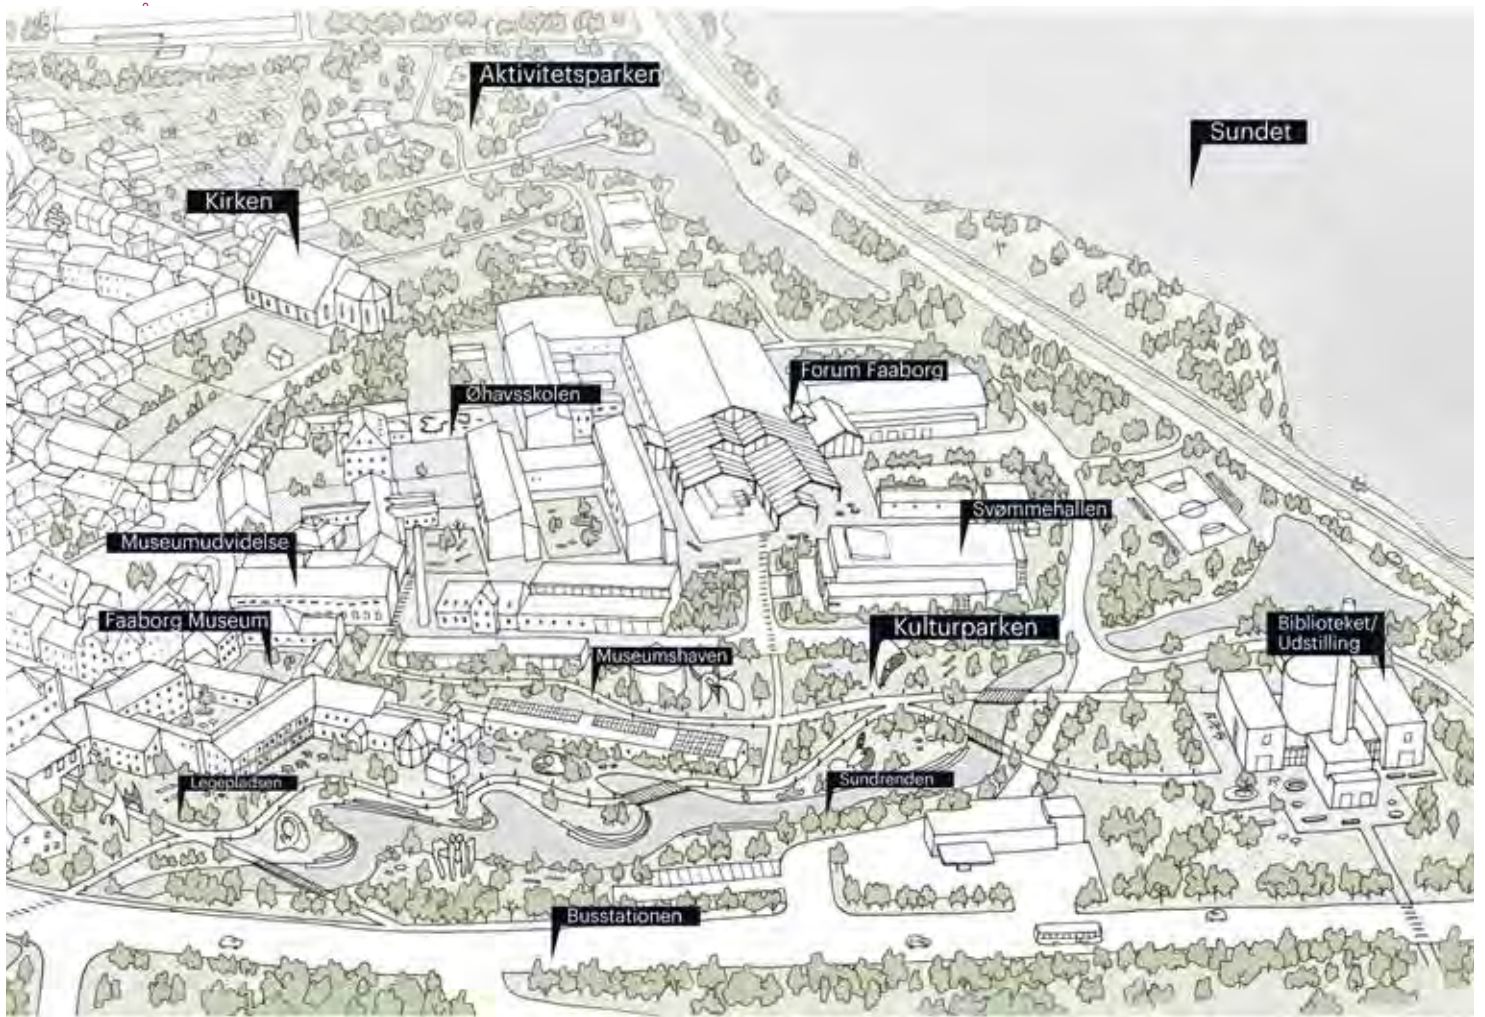 Aktivitetsparken
Sundet
Kirken
Forum Faaborg
Øhavsskolen
Svømmehallen
Museumudvidelse
Faaborg Museum
Kulturparken
Biblioteket/
Udstilling
Museumshaven
Legepladsen
Sundrenden
Busstationen